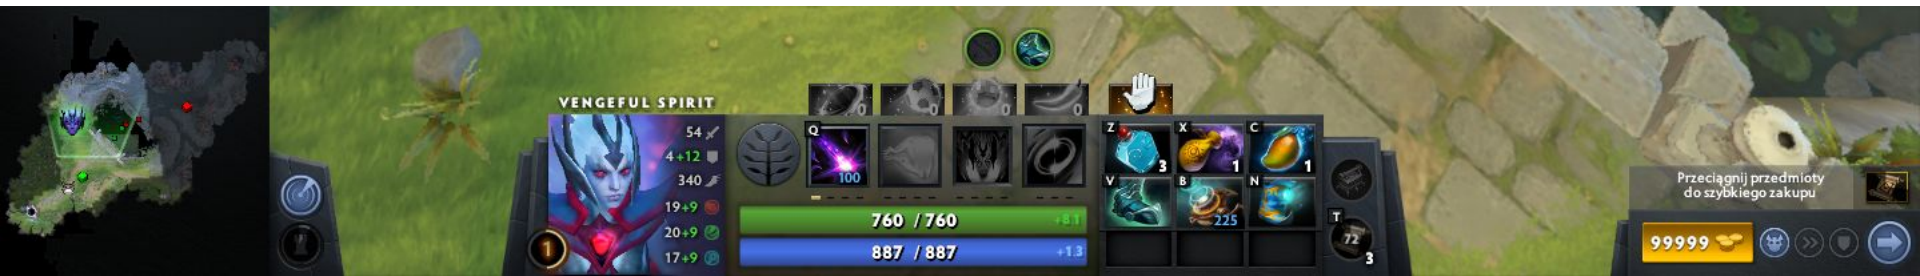 VENGEFUL SPIRIT
0
0
0
0
54
4+12
340
19+9
20+9
17+9
1
Q
100
760 / 760
+8.1
887 / 887
+1.3
Z
3
X
1
C
1
V
B
225
N
T
72
3
Przeciągnij przedmioty
do szybkiego zakupu
99999